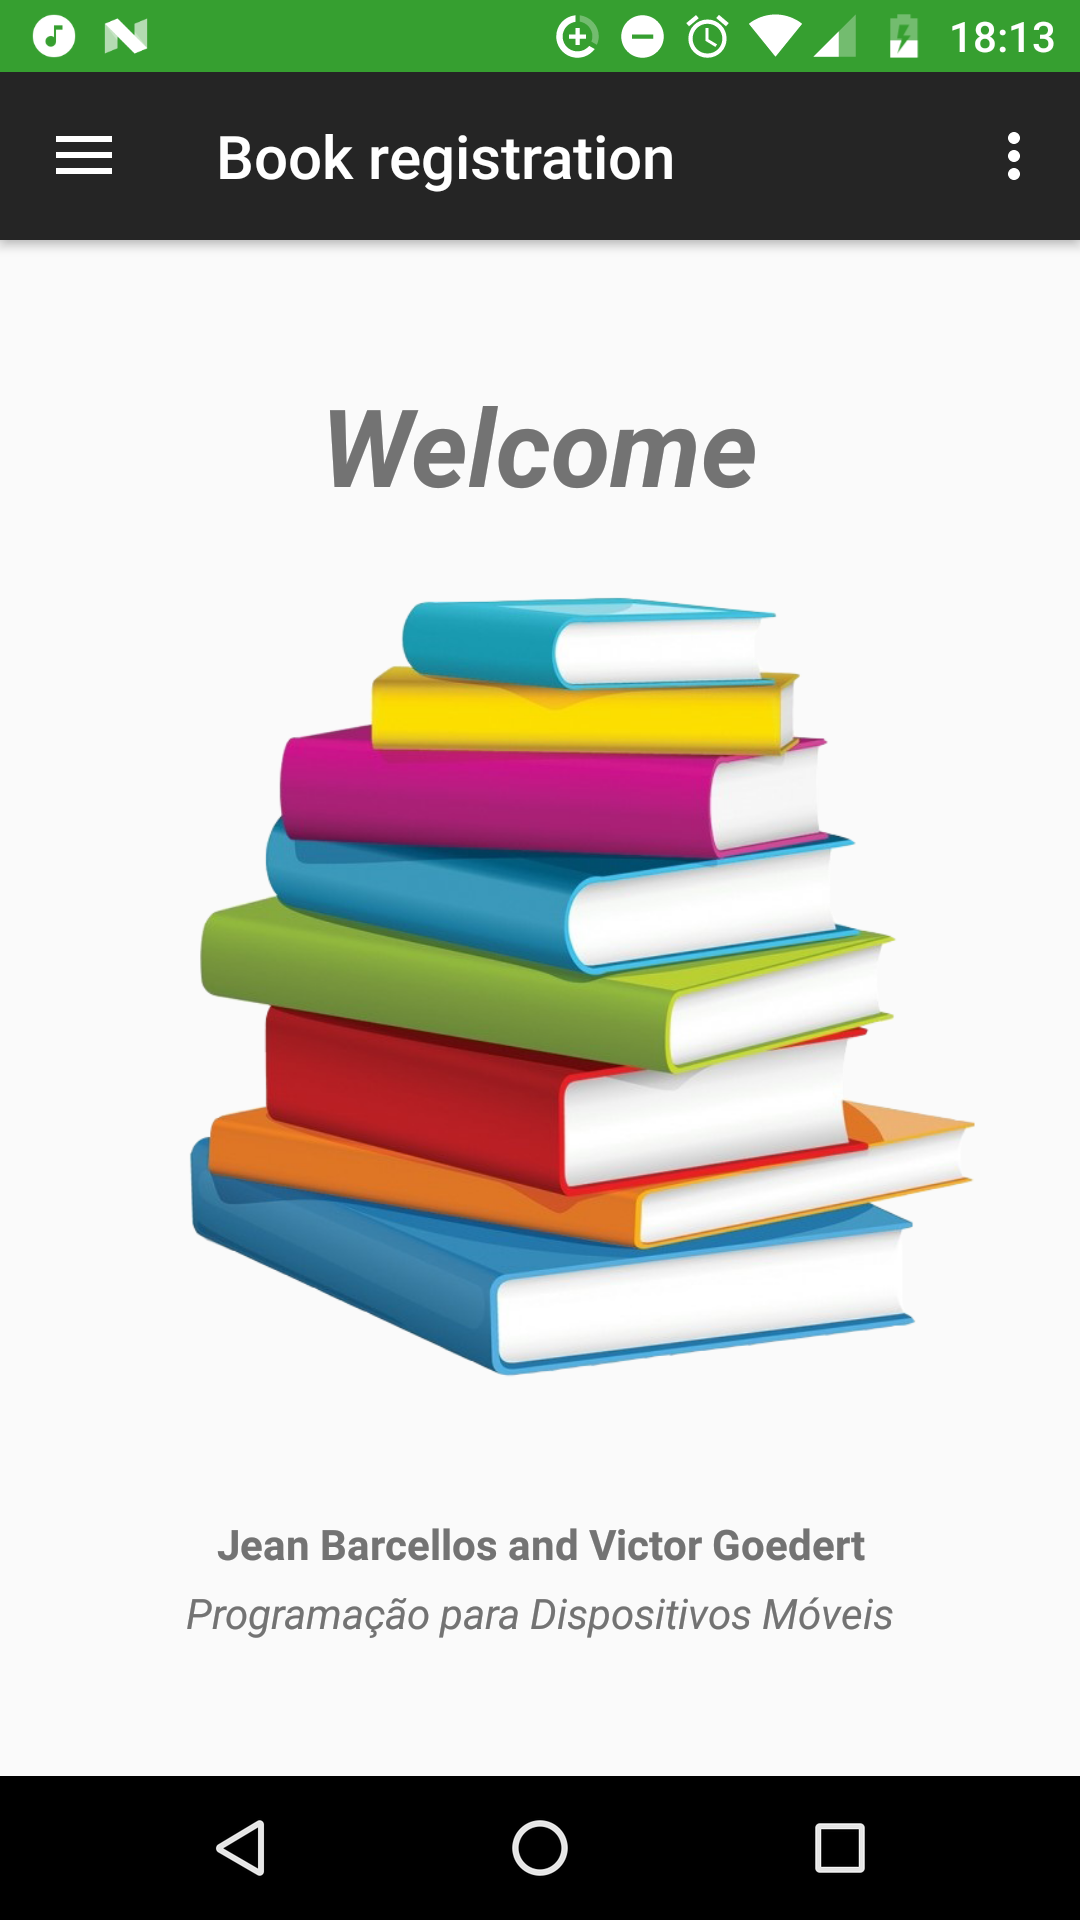 18:13
Book registration
Welcome
Jean Barcellos and Victor Goedert
Programação para Dispositivos Móveis